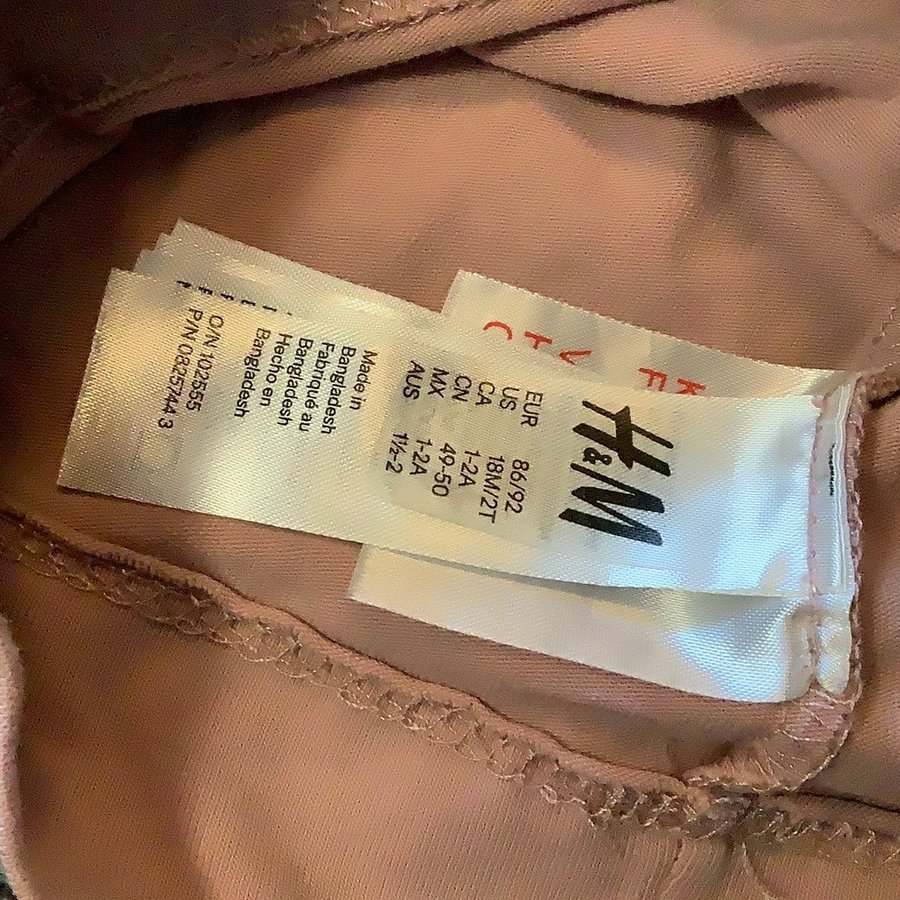 H&M
EUR 86/92
US 18M/2T
CA 1-2A
CN 49-50
MX 1-2A
AUS 1½-2
Made in
Bangladesh
Fabriqué au
Bangladesh
Hecho en
Bangladesh
O/N 102555
P/N 0825744 3